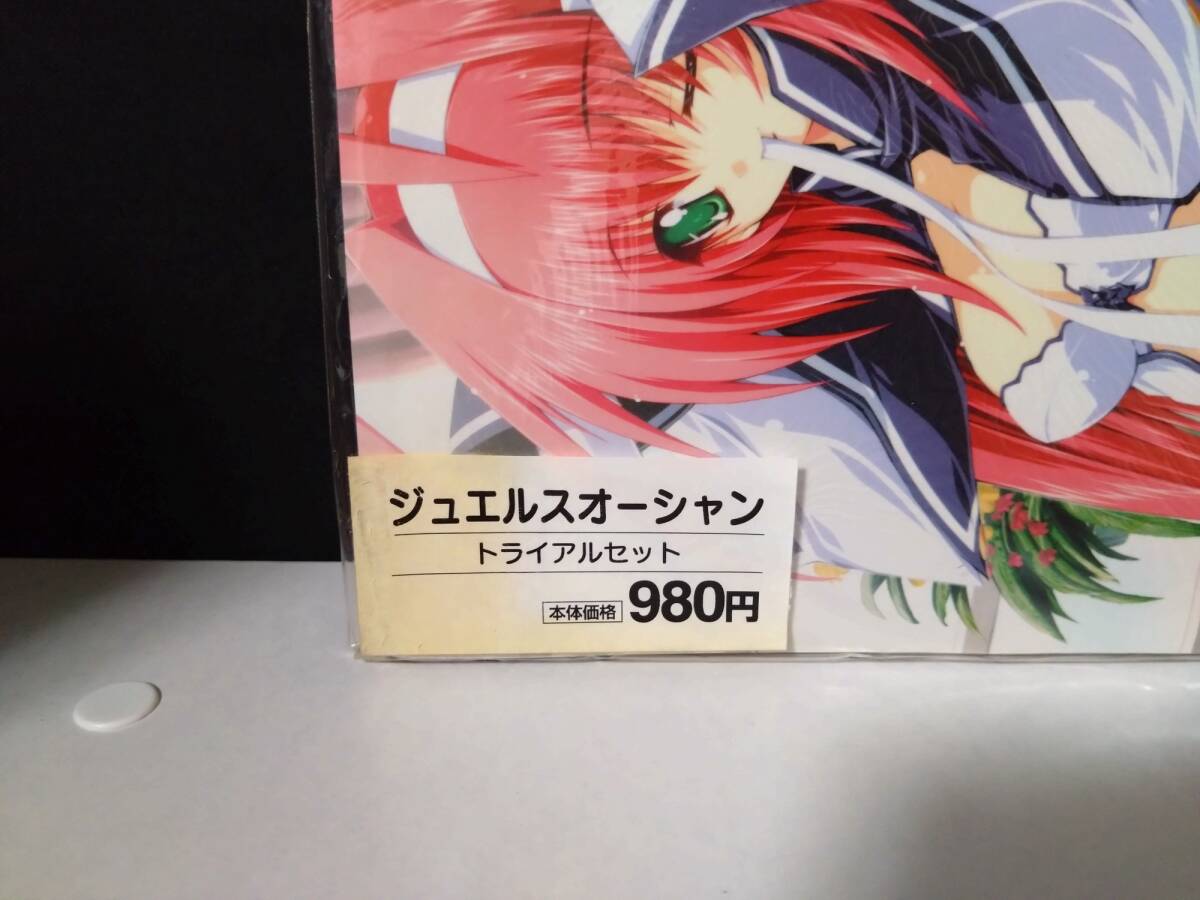 ジュエルスオーシャン
トライアルセット
本体価格 980円